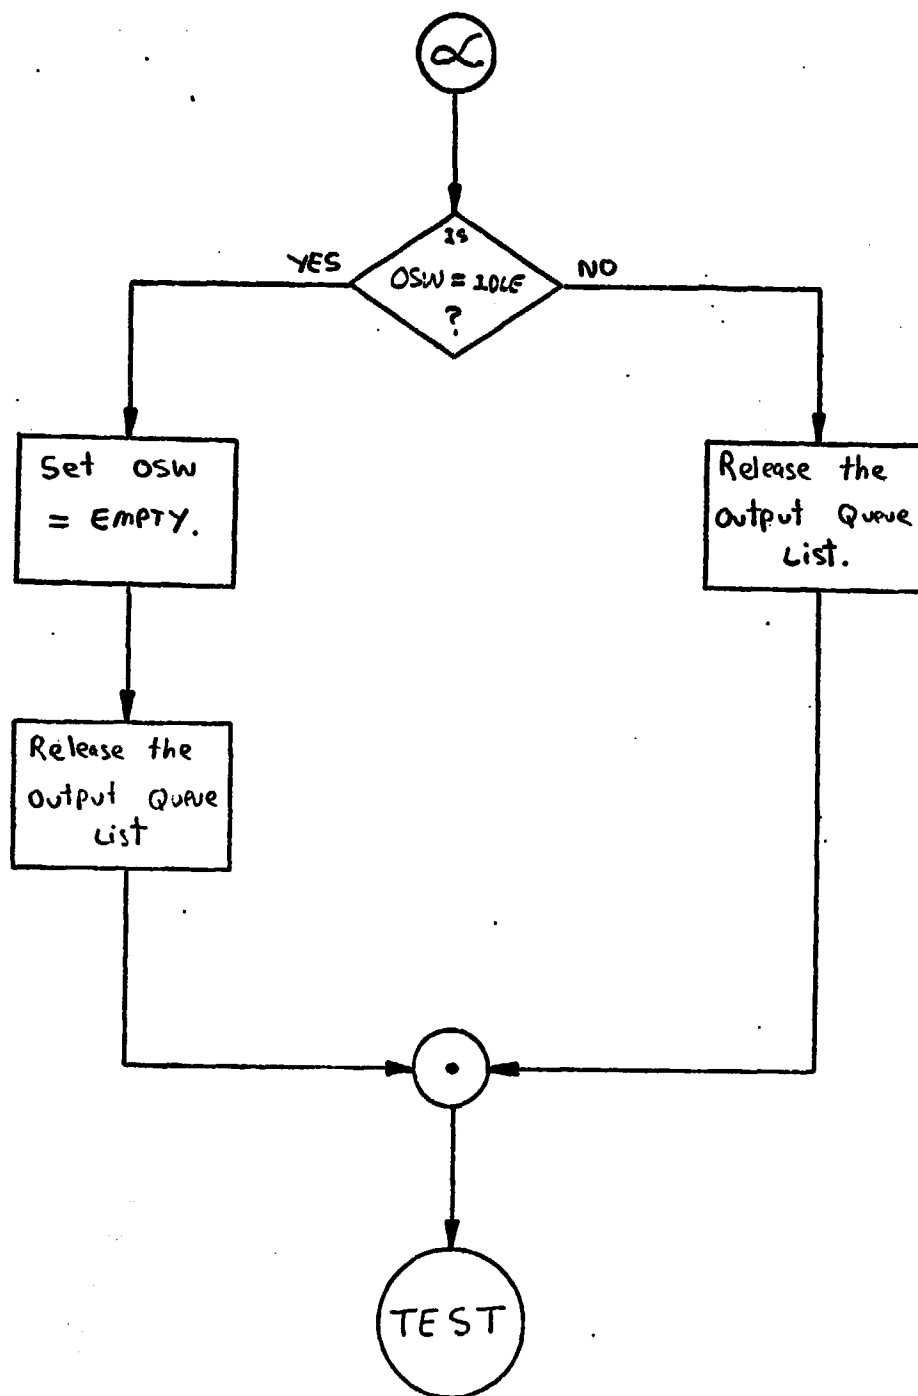 α
Is
OSW = IDLE
?
YES
NO
Set OSW
= EMPTY.
Release the
Output Queue
List.
Release the
Output Queue
List
TEST